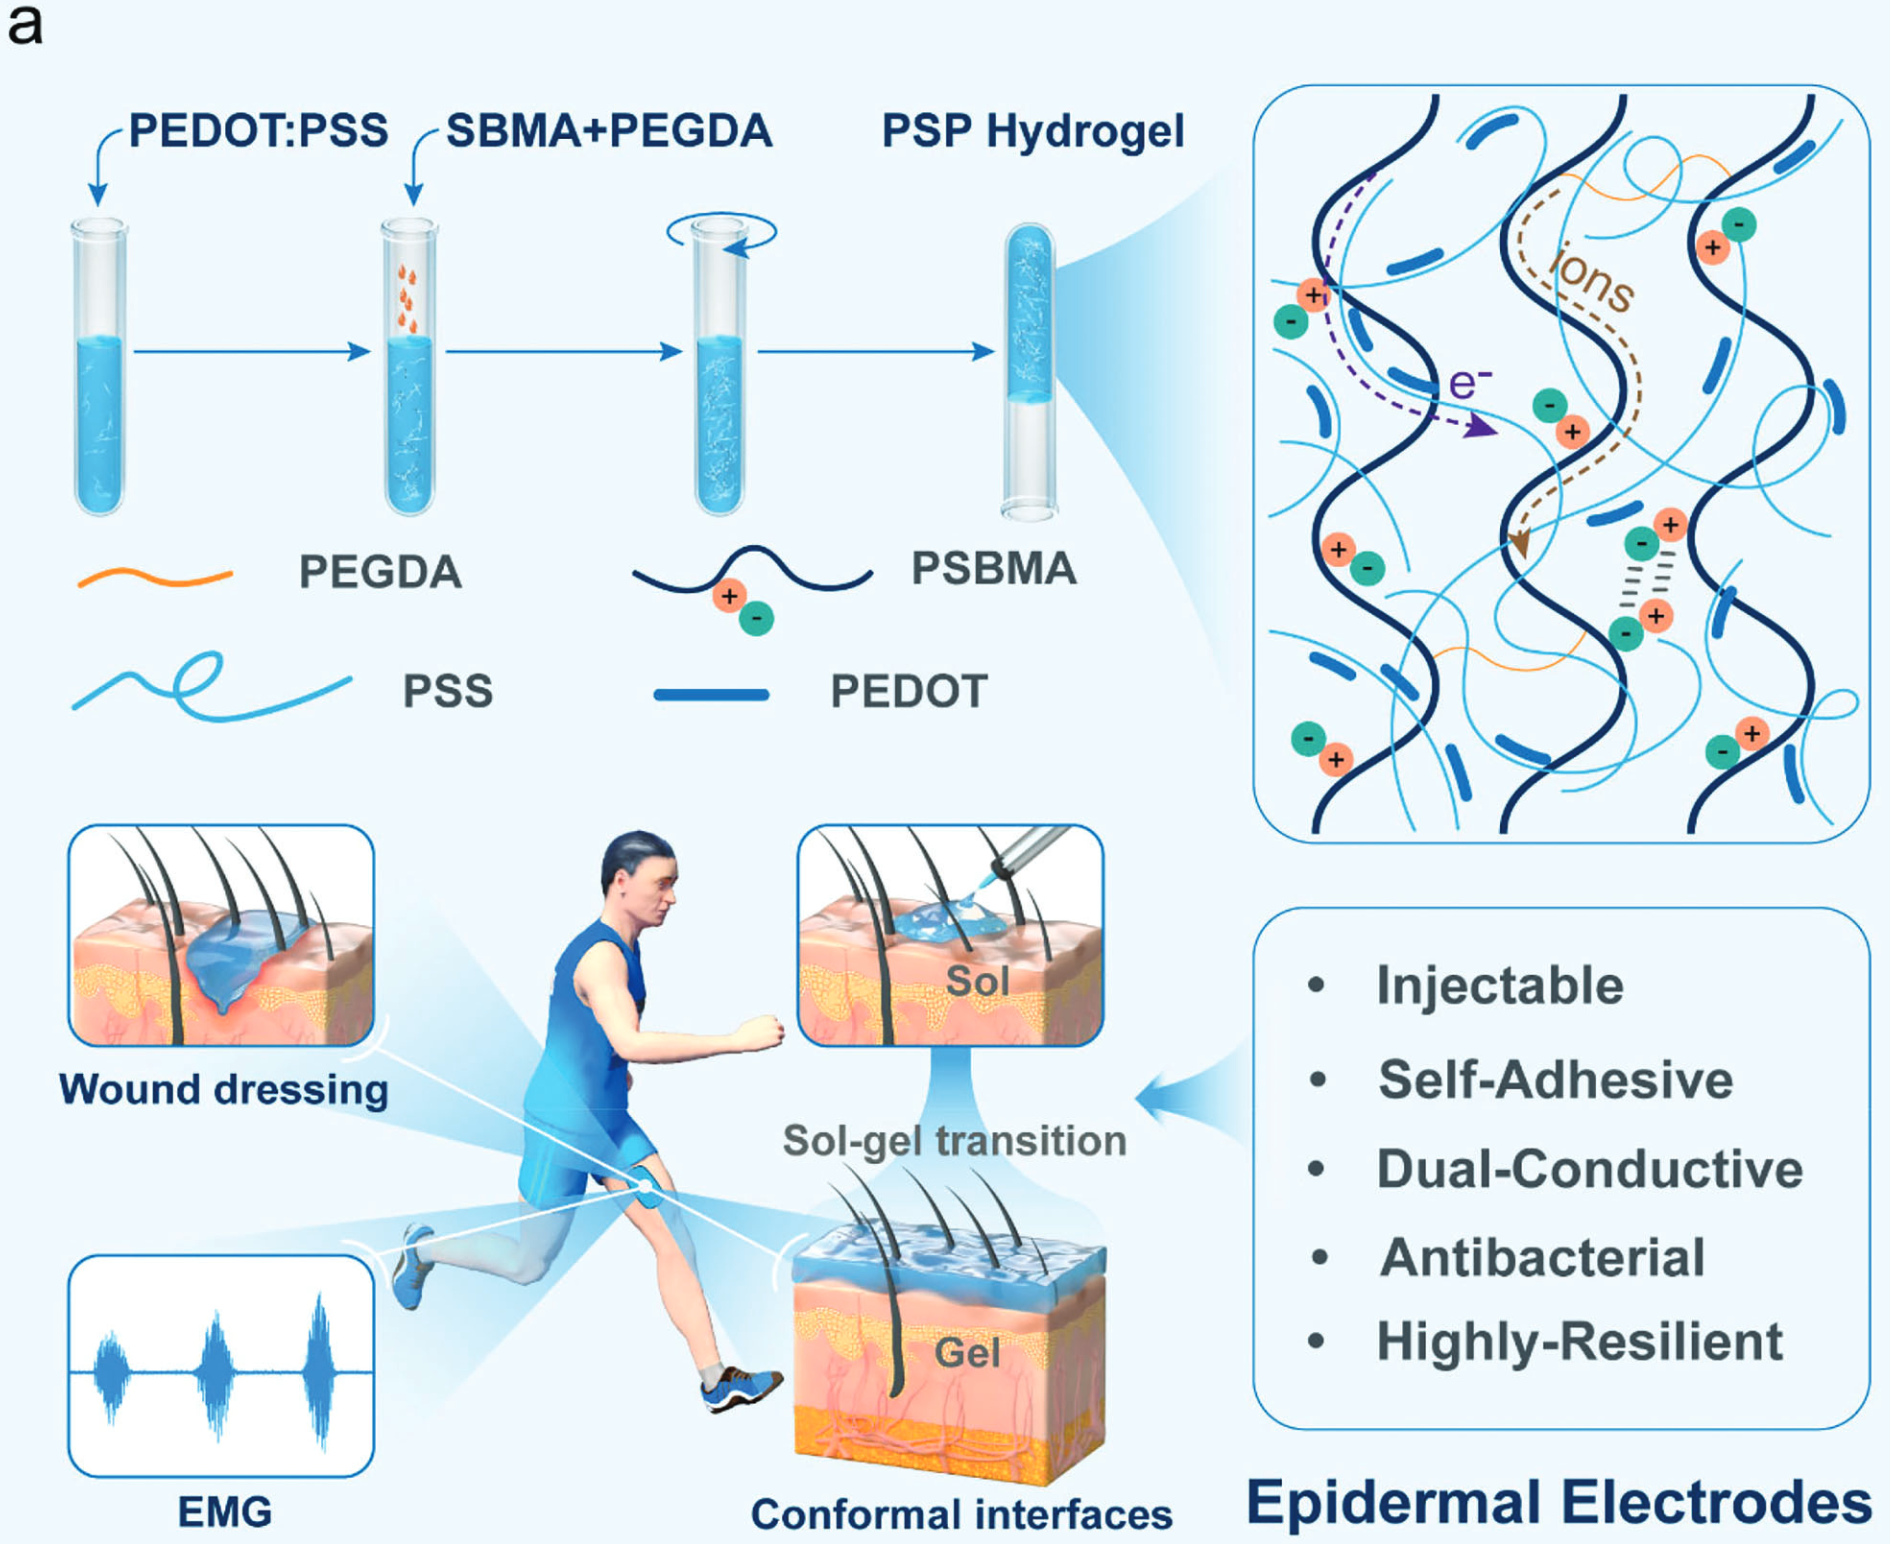 a
PEDOT:PSS
SBMA+PEGDA
PSP Hydrogel
PEGDA
PSBMA
+
-
PSS
PEDOT
ions
e-
+
-
+
-
-
+
+
-
+
-
-
+
+
-
-
+
-
+
Wound dressing
Sol
Sol-gel transition
Gel
EMG
Conformal interfaces
• Injectable
• Self-Adhesive
• Dual-Conductive
• Antibacterial
• Highly-Resilient
Epidermal Electrodes